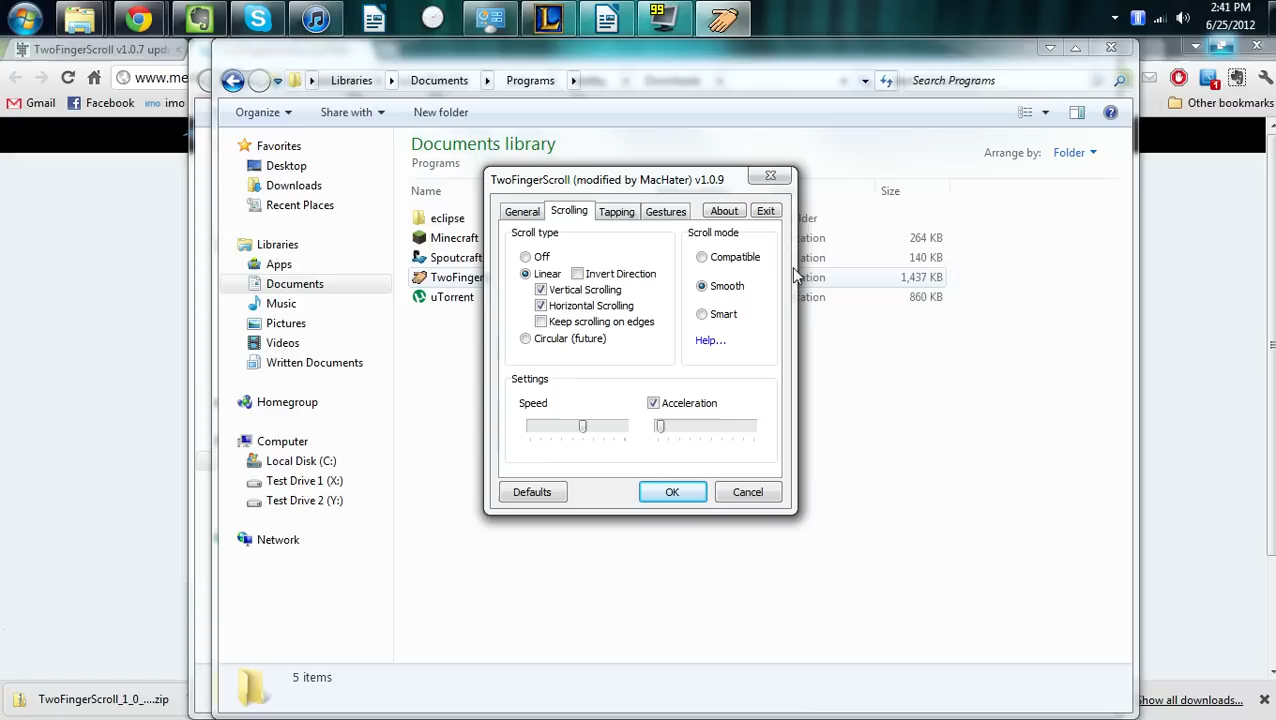 99
2:41 PM
6/25/2012
TwoFingerScroll v1.0.7 upd
www.me
Gmail
Facebook
imo imo
1
Other bookmarks
Libraries Documents Programs
Search Programs
Organize
Share with
New folder
Favorites
Desktop
Downloads
Recent Places
Libraries
Apps
Documents
Music
Pictures
Videos
Written Documents
Homegroup
Computer
Local Disk (C:)
Test Drive 1 (X:)
Test Drive 2 (Y:)
Network
Documents library
Programs
Arrange by: Folder
Name
Size
eclipse
Minecraft
264 KB
Spoutcraft
140 KB
TwoFinger
1,437 KB
uTorrent
860 KB
TwoFingerScroll (modified by MacHater) v1.0.9
General
Scrolling
Tapping
Gestures
About
Exit
Scroll type
Off
Linear
Invert Direction
Vertical Scrolling
Horizontal Scrolling
Keep scrolling on edges
Circular (future)
Scroll mode
Compatible
Smooth
Smart
Help...
Settings
Speed
Acceleration
Defaults
OK
Cancel
5 items
TwoFingerScroll_1_0_....zip
Show all downloads...